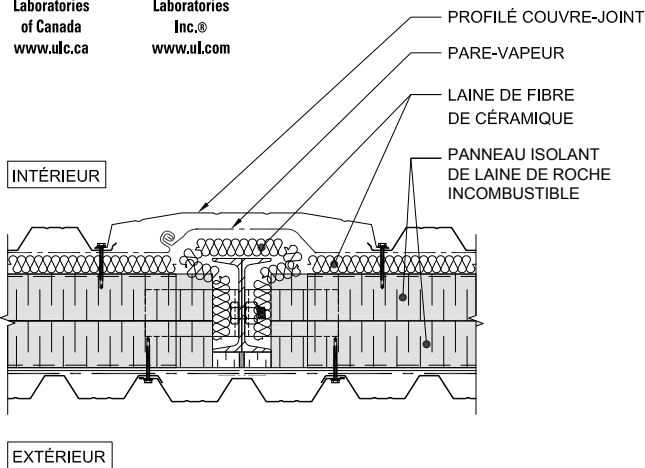 Laboratories
of Canada
www.ulc.ca
Laboratories
Inc.®
www.ul.com
PROFILÉ COUVRE-JOINT
PARE-VAPEUR
LAINE DE FIBRE
DE CÉRAMIQUE
PANNEAU ISOLANT
DE LAINE DE ROCHE
INCOMBUSTIBLE
INTÉRIEUR
EXTÉRIEUR